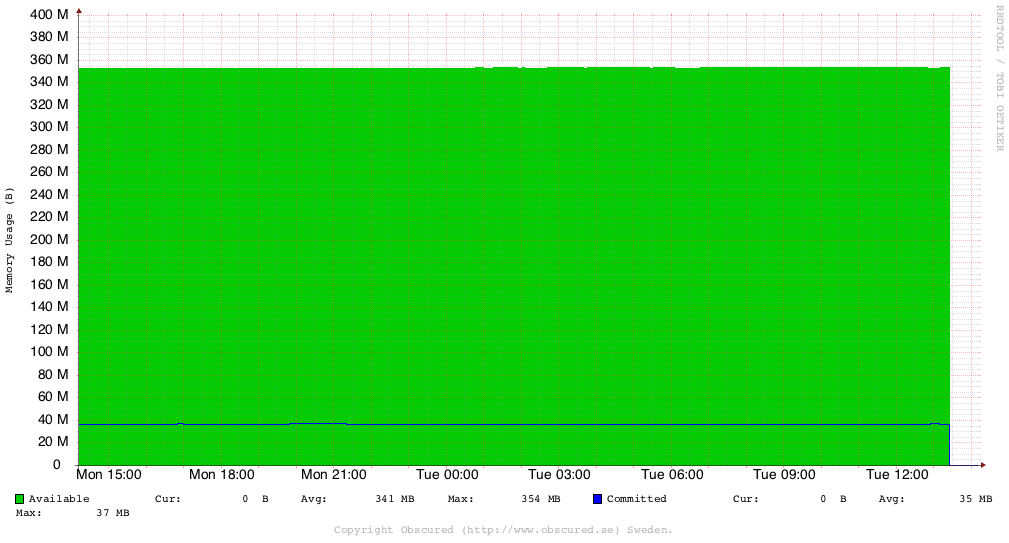 400 M
380 M
360 M
340 M
320 M
300 M
280 M
260 M
240 M
220 M
200 M
180 M
160 M
140 M
120 M
100 M
80 M
60 M
40 M
20 M
0
Memory Usage (B)
RRDTOOL / TOBI OETIKER
Mon 15:00 Mon 18:00 Mon 21:00 Tue 00:00 Tue 03:00 Tue 06:00 Tue 09:00 Tue 12:00
Available Cur: 0 B Avg: 341 MB Max: 354 MB Committed Cur: 0 B Avg: 35 MB
Max: 37 MB
Copyright Obscured (http://www.obscured.se) Sweden.